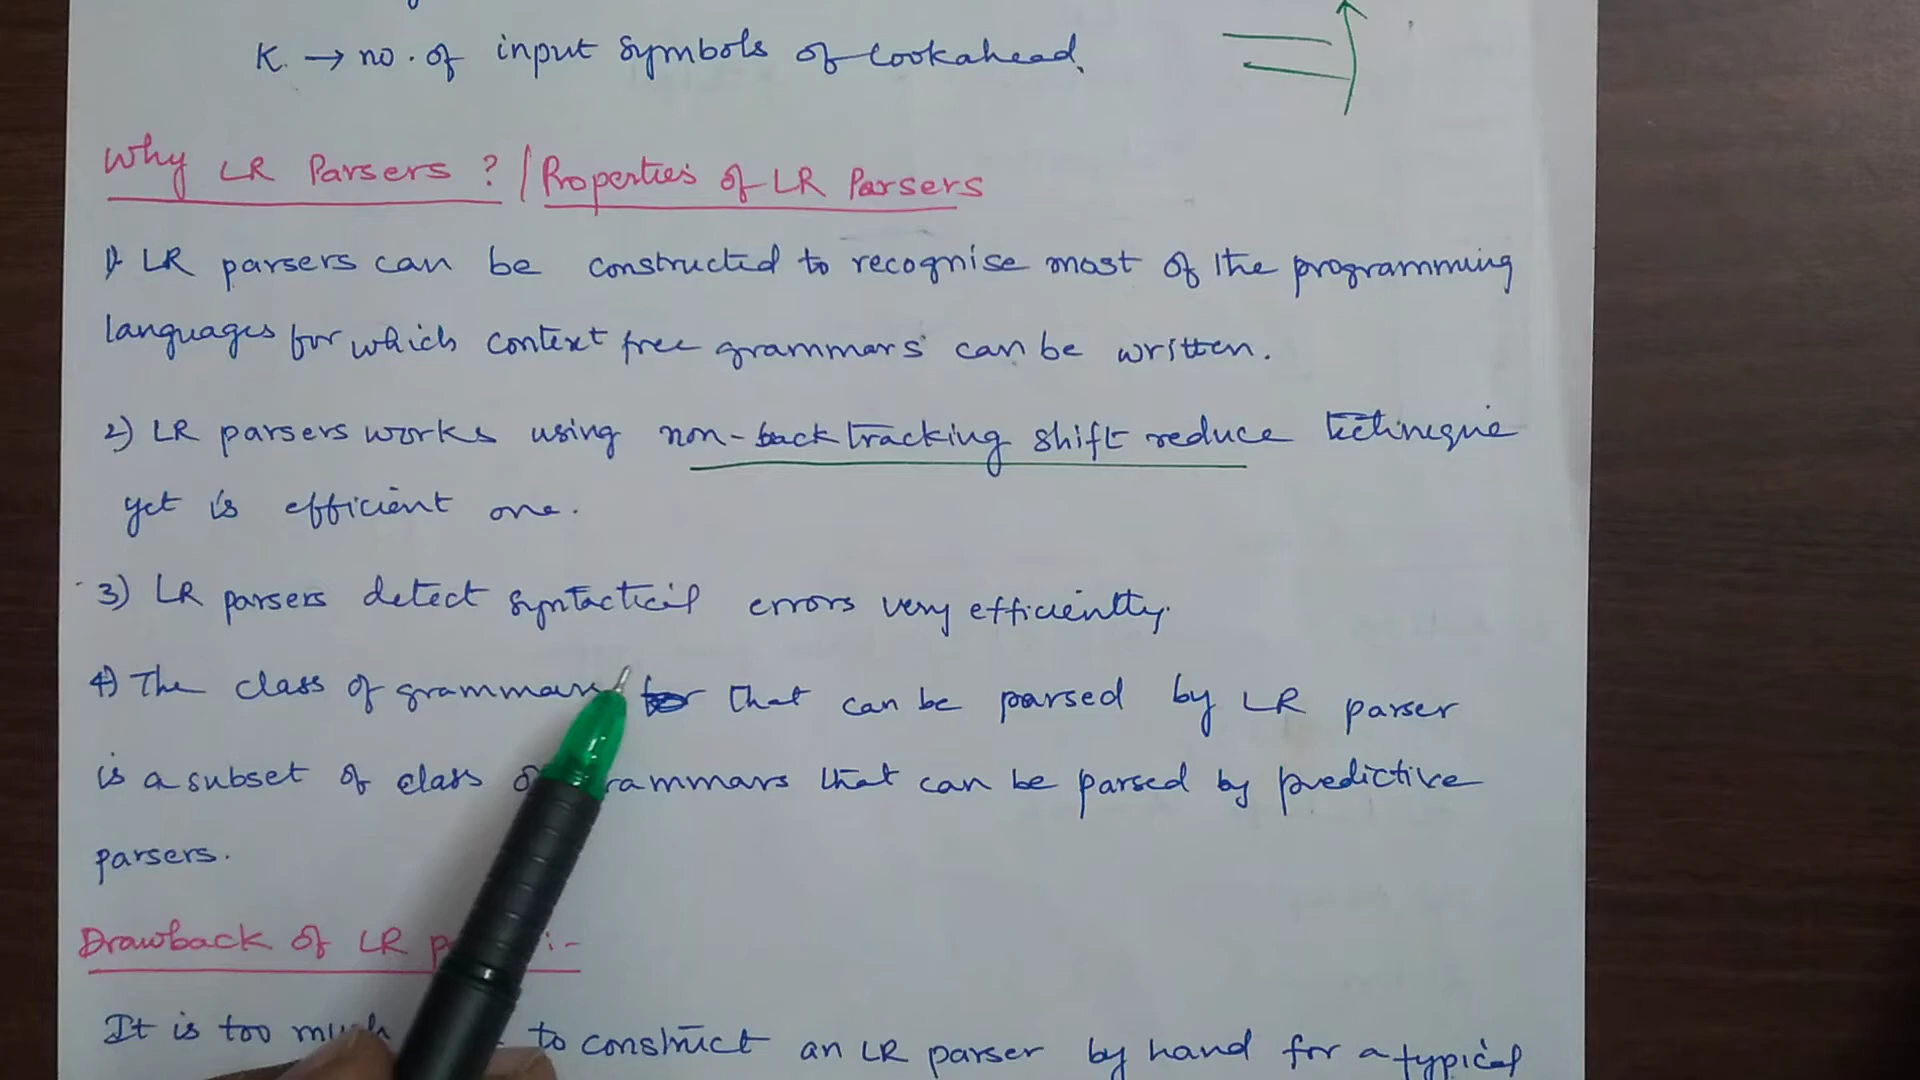 K → no. of input symbols of lookahead.
Why LR Parsers ? / Properties of LR Parsers
1) LR parsers can be constructed to recognise most of the programming
languages for which context free grammars can be written.
2) LR parsers works using non-backtracking shift reduce technique
yet is efficient one.
3) LR parsers detect syntactical errors very efficiently.
4) The class of grammars that can be parsed by LR parser
is a subset of class of grammars that can be parsed by predictive
parsers.
Drawback of LR :-
It is too much to construct an LR parser by hand for a typical